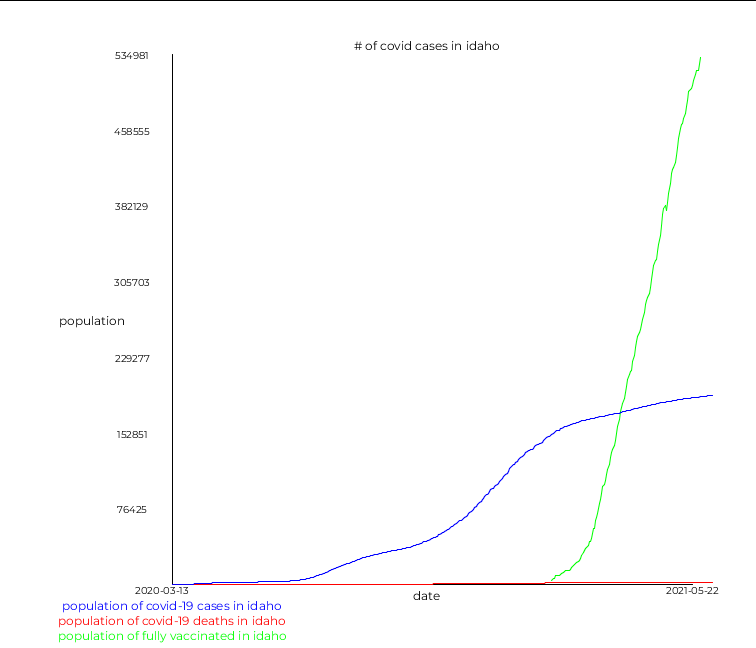 # of covid cases in idaho
534981
458555
382129
305703
population
229277
152851
76425
2020-03-13
2021-05-22
date
population of covid-19 cases in idaho
population of covid-19 deaths in idaho
population of fully vaccinated in idaho